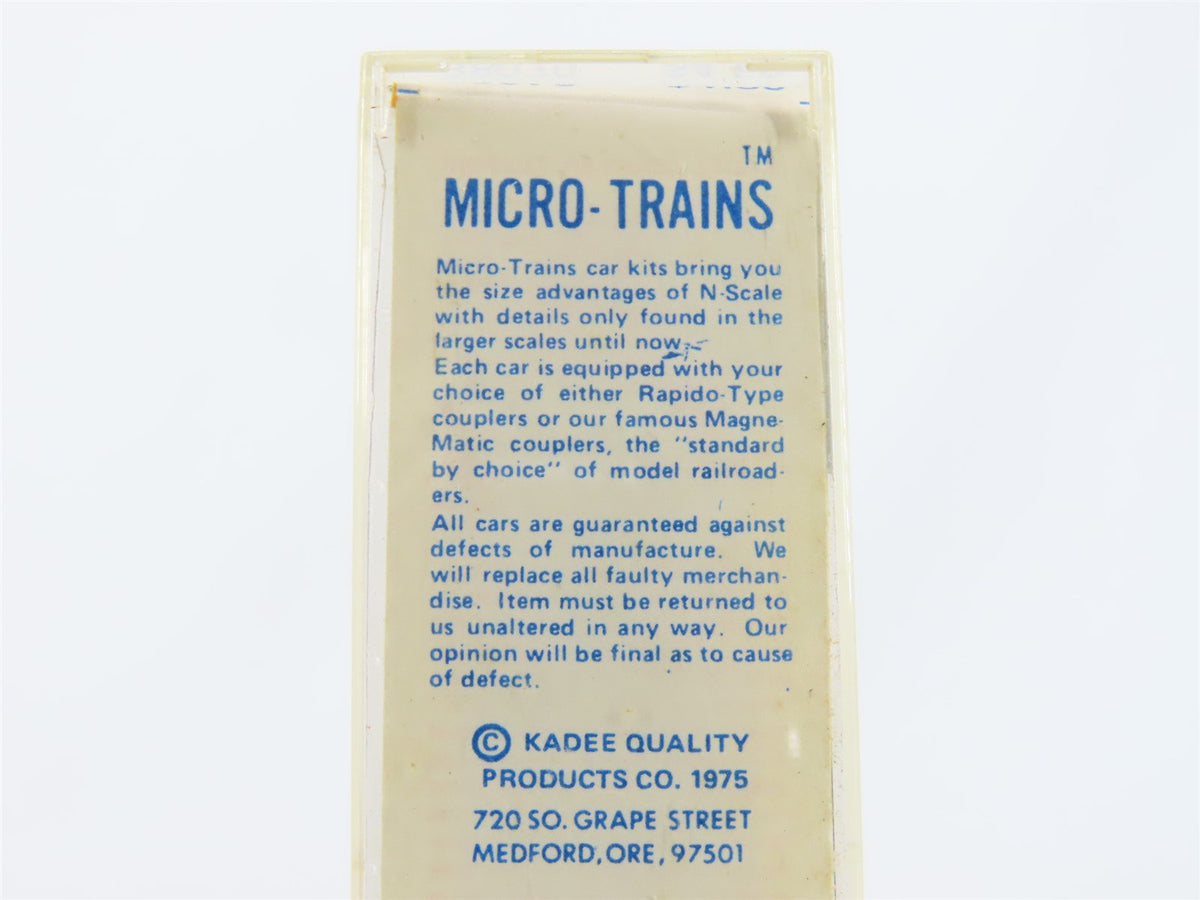 TM
MICRO-TRAINS
Micro-Trains car kits bring you
the size advantages of N-Scale
with details only found in the
larger scales until now.
Each car is equipped with your
choice of either Rapido-Type
couplers or our famous Magne-
Matic couplers, the "standard
by choice" of model railroad-
ers.
All cars are guaranteed against
defects of manufacture. We
will replace all faulty merchan-
dise. Item must be returned to
us unaltered in any way. Our
opinion will be final as to cause
of defect.
© KADEE QUALITY
PRODUCTS CO. 1975
720 SO. GRAPE STREET
MEDFORD, ORE, 97501